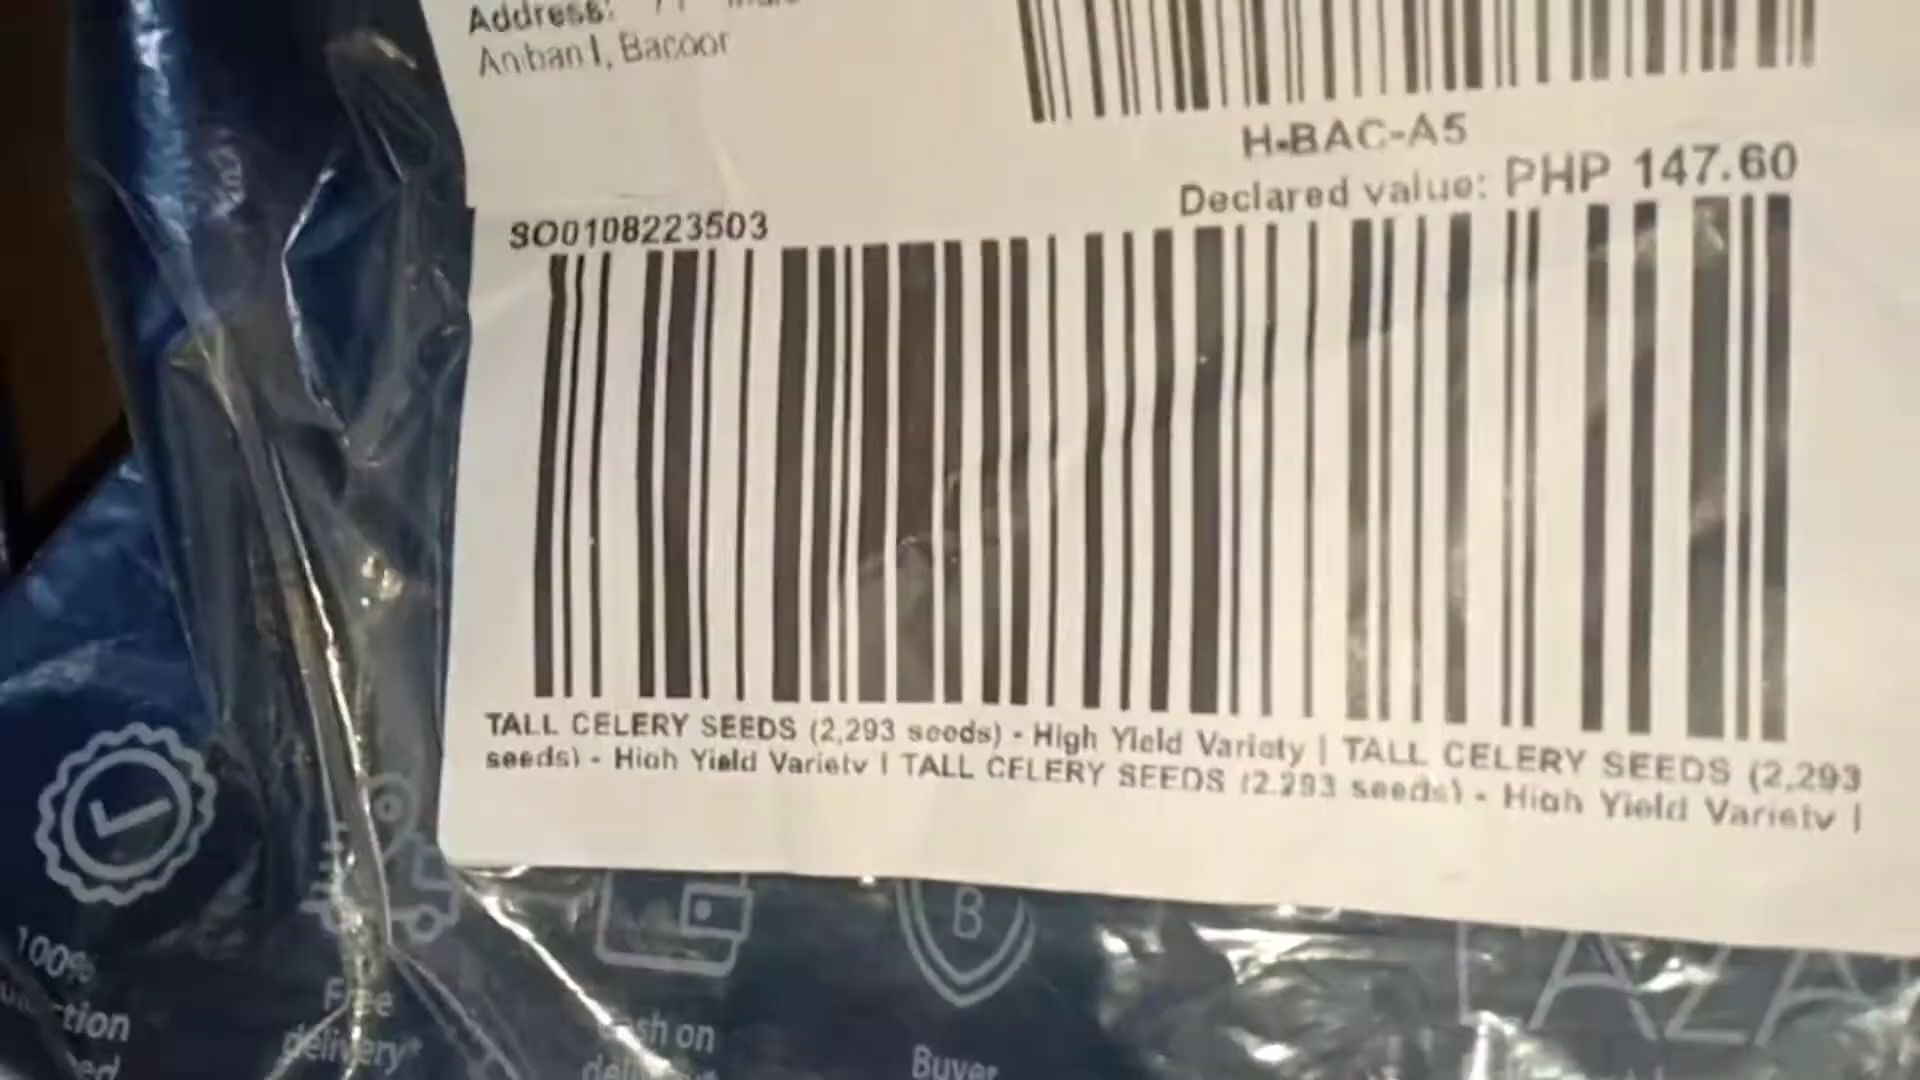 Address:
Aniban I, Bacoor
H-BAC-A5
Declared value: PHP 147.60
SO0108223503
TALL CELERY SEEDS (2,293 seeds) - High Yield Variety | TALL CELERY SEEDS (2,293
seeds) - High Yield Variety | TALL CELERY SEEDS (2,293 seeds) - High Yield Variety |
B
100%
Free
delivery*
on
Buyer